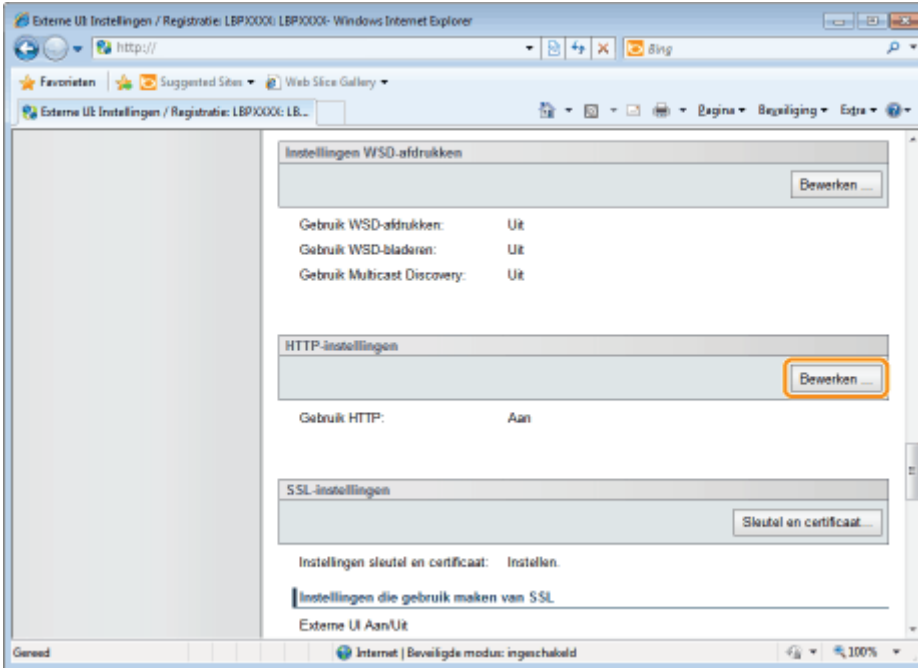 Externe UI: Instellingen / Registratie: LBPXXXX: LBPXXXX- Windows Internet Explorer
http://
Bing
Favorieten Suggested Sites Web Slice Gallery
Externe UI: Instellingen / Registratie: LBPXXXX: LB... Pagina Beveiliging Extra
Instellingen WSD-afdrukken
Bewerken ...
Gebruik WSD-afdrukken: Uit
Gebruik WSD-bladeren: Uit
Gebruik Multicast Discovery: Uit
HTTP-instellingen
Bewerken ...
Gebruik HTTP: Aan
SSL-instellingen
Sleutel en certificaat...
Instellingen sleutel en certificaat: Instellen.
Instellingen die gebruik maken van SSL
Externe UI Aan/Uit
Gereed Internet | Beveiligde modus: ingeschakeld 100%